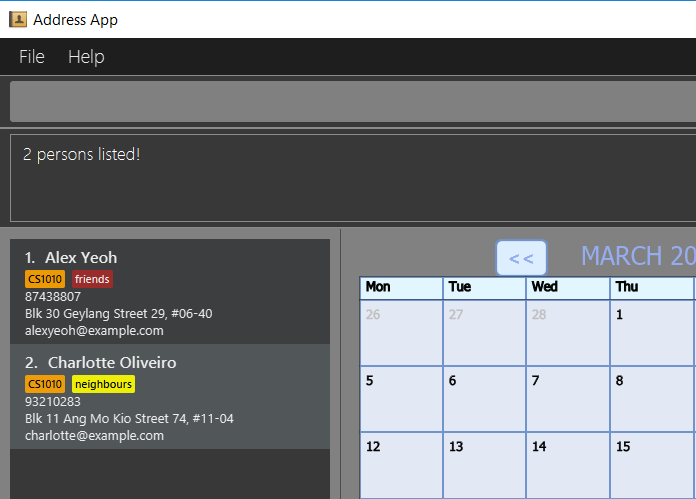 Address App
File Help
2 persons listed!
1. Alex Yeoh
CS1010 friends
87438807
Blk 30 Geylang Street 29, #06-40
alexyeoh@example.com
2. Charlotte Oliveiro
CS1010 neighbours
93210283
Blk 11 Ang Mo Kio Street 74, #11-04
charlotte@example.com
<< MARCH 20
Mon Tue Wed Thu
26 27 28 1
5 6 7 8
12 13 14 15